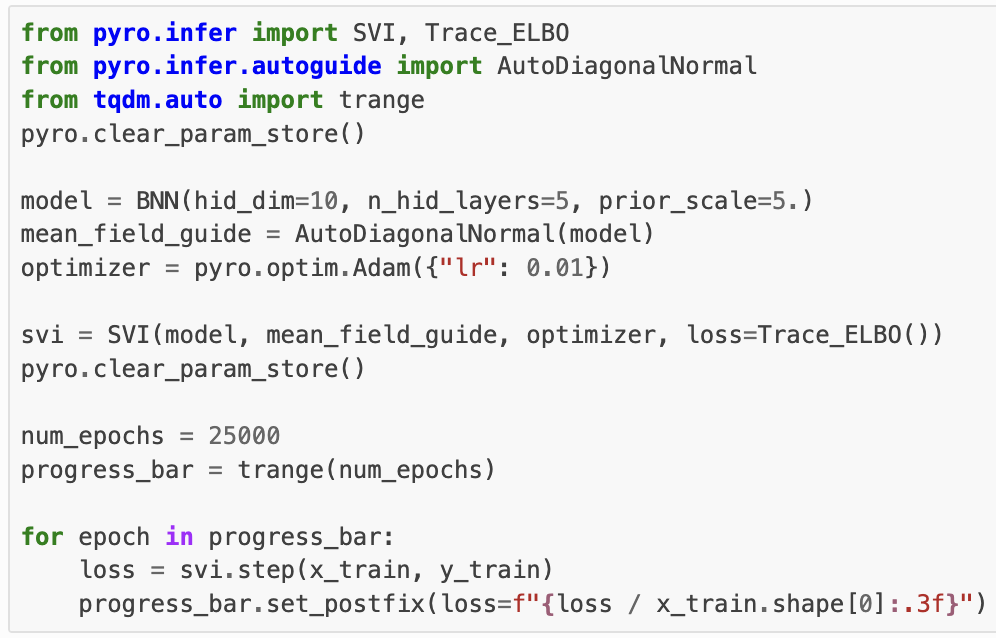 from pyro.infer import SVI, Trace_ELBO
from pyro.infer.autoguide import AutoDiagonalNormal
from tqdm.auto import trange
pyro.clear_param_store()

model = BNN(hid_dim=10, n_hid_layers=5, prior_scale=5.)
mean_field_guide = AutoDiagonalNormal(model)
optimizer = pyro.optim.Adam({"lr": 0.01})

svi = SVI(model, mean_field_guide, optimizer, loss=Trace_ELBO())
pyro.clear_param_store()

num_epochs = 25000
progress_bar = trange(num_epochs)

for epoch in progress_bar:
    loss = svi.step(x_train, y_train)
    progress_bar.set_postfix(loss=f"{loss / x_train.shape[0]:.3f}")